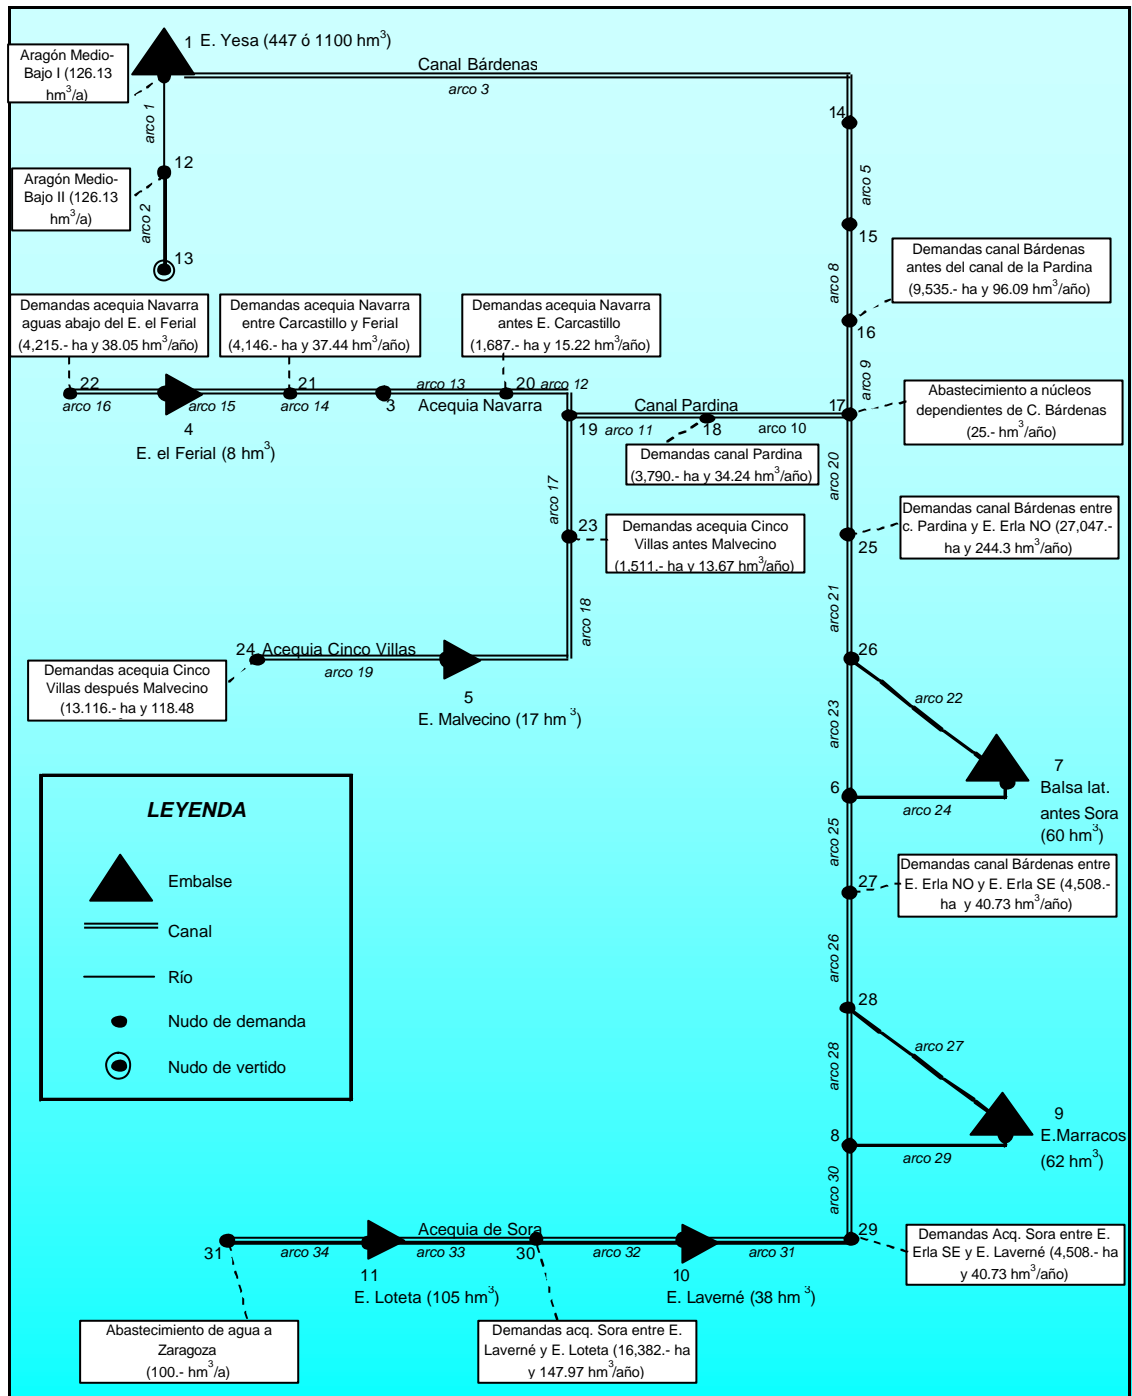 1
E. Yesa (447 ó 1100 hm³)
Aragón Medio-
Bajo I (126.13
hm³/a)
Canal Bárdenas
arco 3
arco 1
14
12
Aragón Medio-
Bajo II (126.13
hm³/a)
arco 2
arco 5
13
15
Demandas canal Bárdenas
antes del canal de la Pardina
(9,535.- ha y 96.09 hm³/año)
arco 8
16
Demandas acequia Navarra
aguas abajo del E. el Ferial
(4,215.- ha y 38.05 hm³/año)
Demandas acequia Navarra
entre Carcastillo y Ferial
(4,146.- ha y 37.44 hm³/año)
Demandas acequia Navarra
antes E. Carcastillo
(1,687.- ha y 15.22 hm³/año)
arco 9
22
arco 16
arco 15
21
arco 14
3
arco 13
20
arco 12
Acequia Navarra
4
E. el Ferial (8 hm³)
19
Canal Pardina
arco 11
18
arco 10
17
Abastecimiento a núcleos
dependientes de C. Bárdenas
(25.- hm³/año)
Demandas canal Pardina
(3,790.- ha y 34.24 hm³/año)
arco 20
arco 17
23
Demandas acequia Cinco
Villas antes Malvecino
(1,511.- ha y 13.67 hm³/año)
25
Demandas canal Bárdenas entre
c. Pardina y E. Erla NO (27,047.-
ha y 244.3 hm³/año)
arco 18
arco 21
24
Acequia Cinco Villas
arco 19
5
E. Malvecino (17 hm³)
Demandas acequia Cinco
Villas después Malvecino
(13.116.- ha y 118.48
26
arco 22
arco 23
7
Balsa lat.
antes Sora
(60 hm³)
6
arco 24
arco 25
LEYENDA
Embalse
Canal
Río
Nudo de demanda
Nudo de vertido
27
Demandas canal Bárdenas entre
E. Erla NO y E. Erla SE (4,508.-
ha y 40.73 hm³/año)
arco 26
28
arco 27
arco 28
9
E.Marracos
(62 hm³)
8
arco 29
arco 30
29
Demandas Acq. Sora entre E.
Erla SE y E. Laverné (4,508.- ha
y 40.73 hm³/año)
Acequia de Sora
31
arco 34
arco 33
30
arco 32
arco 31
11
E. Loteta (105 hm³)
10
E. Laverné (38 hm³)
Abastecimiento de agua a
Zaragoza
(100.- hm³/a)
Demandas acq. Sora entre E.
Laverné y E. Loteta (16,382.- ha
y 147.97 hm³/año)